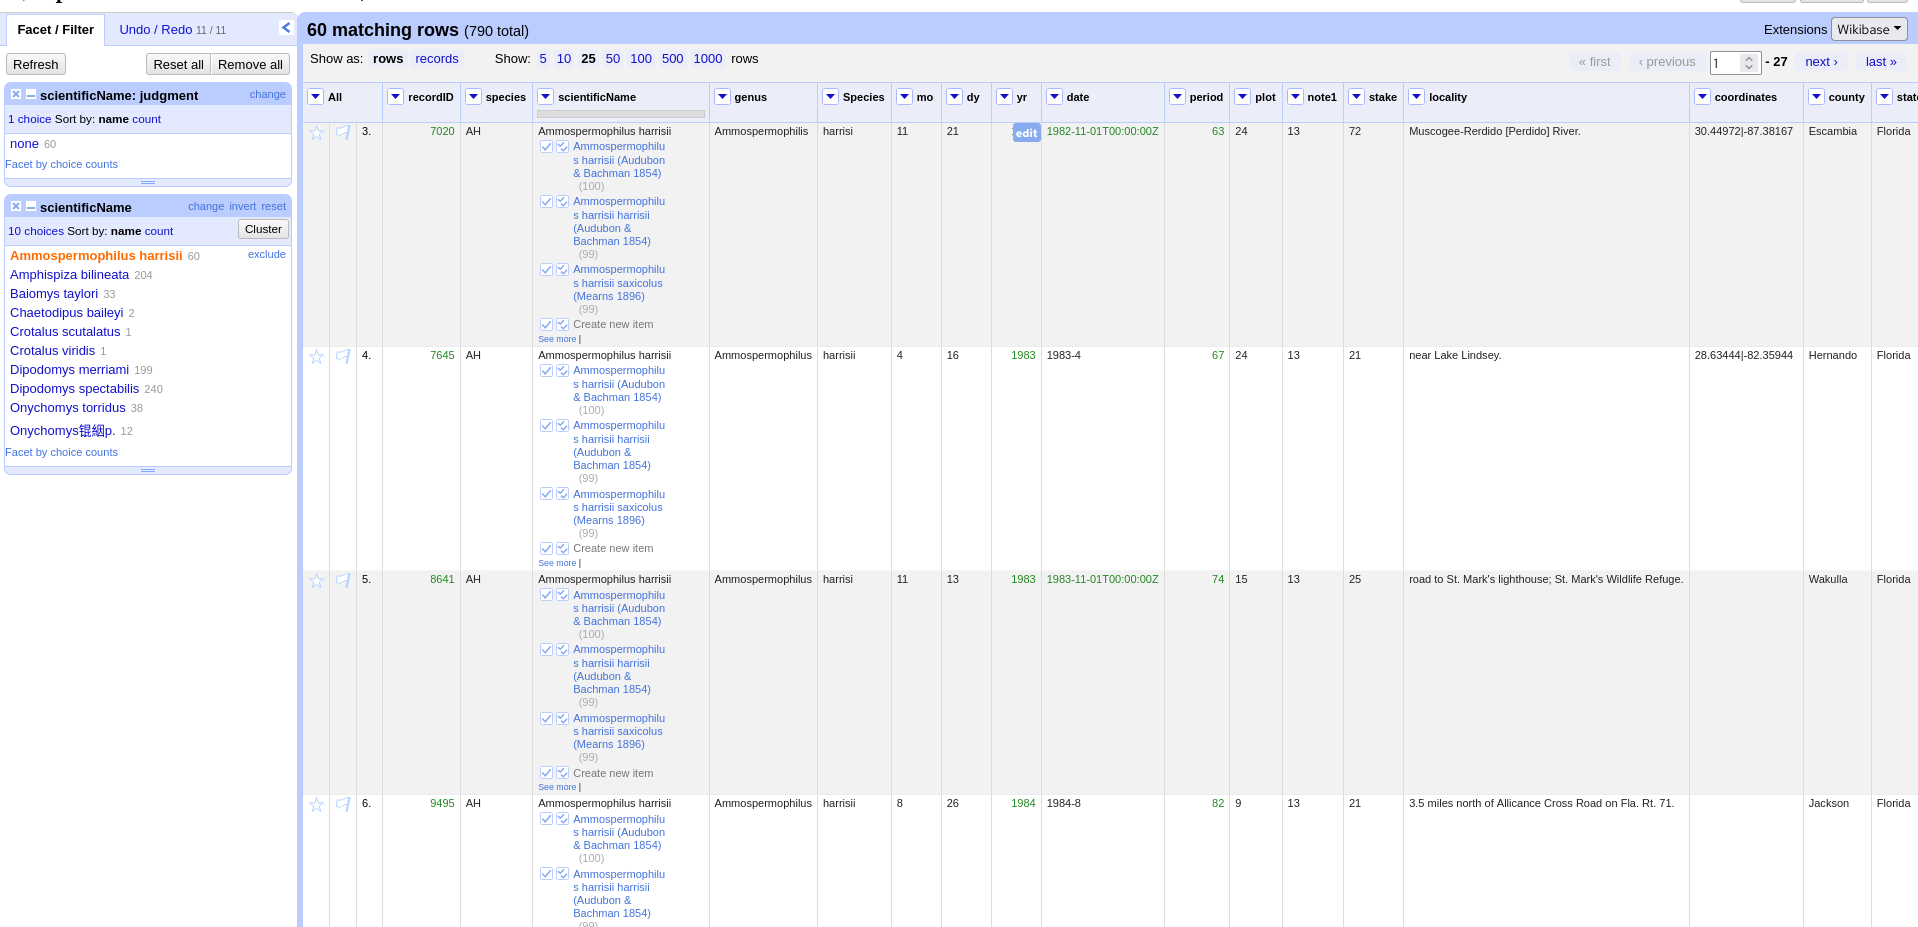 Facet / Filter Undo / Redo 11 / 11
60 matching rows (790 total) Extensions Wikibase
Refresh Reset all Remove all
Show as: rows records Show: 5 10 25 50 100 500 1000 rows « first ‹ previous 1 - 27 next › last »
scientificName: judgment change
1 choice Sort by: name count
none 60
Facet by choice counts
scientificName change invert reset
10 choices Sort by: name count Cluster
Ammospermophilus harrisii 60 exclude
Amphispiza bilineata 204
Baiomys taylori 33
Chaetodipus baileyi 2
Crotalus scutalatus 1
Crotalus viridis 1
Dipodomys merriami 199
Dipodomys spectabilis 240
Onychomys torridus 38
Onychomys锟絪p. 12
Facet by choice counts
All recordID species scientificName genus Species mo dy yr date period plot note1 stake locality coordinates county stat
3. 7020 AH Ammospermophilus harrisii Ammospermophilis harrisi 11 21 edit 1982-11-01T00:00:00Z 63 24 13 72 Muscogee-Rerdido [Perdido] River. 30.44972|-87.38167 Escambia Florida
Ammospermophilu
s harrisii (Audubon
& Bachman 1854)
(100)
Ammospermophilu
s harrisii harrisii
(Audubon &
Bachman 1854)
(99)
Ammospermophilu
s harrisii saxicolus
(Mearns 1896)
(99)
Create new item
See more |
4. 7645 AH Ammospermophilus harrisii Ammospermophilus harrisii 4 16 1983 1983-4 67 24 13 21 near Lake Lindsey. 28.63444|-82.35944 Hernando Florida
Ammospermophilu
s harrisii (Audubon
& Bachman 1854)
(100)
Ammospermophilu
s harrisii harrisii
(Audubon &
Bachman 1854)
(99)
Ammospermophilu
s harrisii saxicolus
(Mearns 1896)
(99)
Create new item
See more |
5. 8641 AH Ammospermophilus harrisii Ammospermophilus harrisi 11 13 1983 1983-11-01T00:00:00Z 74 15 13 25 road to St. Mark's lighthouse; St. Mark's Wildlife Refuge. Wakulla Florida
Ammospermophilu
s harrisii (Audubon
& Bachman 1854)
(100)
Ammospermophilu
s harrisii harrisii
(Audubon &
Bachman 1854)
(99)
Ammospermophilu
s harrisii saxicolus
(Mearns 1896)
(99)
Create new item
See more |
6. 9495 AH Ammospermophilus harrisii Ammospermophilus harrisii 8 26 1984 1984-8 82 9 13 21 3.5 miles north of Allicance Cross Road on Fla. Rt. 71. Jackson Florida
Ammospermophilu
s harrisii (Audubon
& Bachman 1854)
(100)
Ammospermophilu
s harrisii harrisii
(Audubon &
Bachman 1854)
(99)